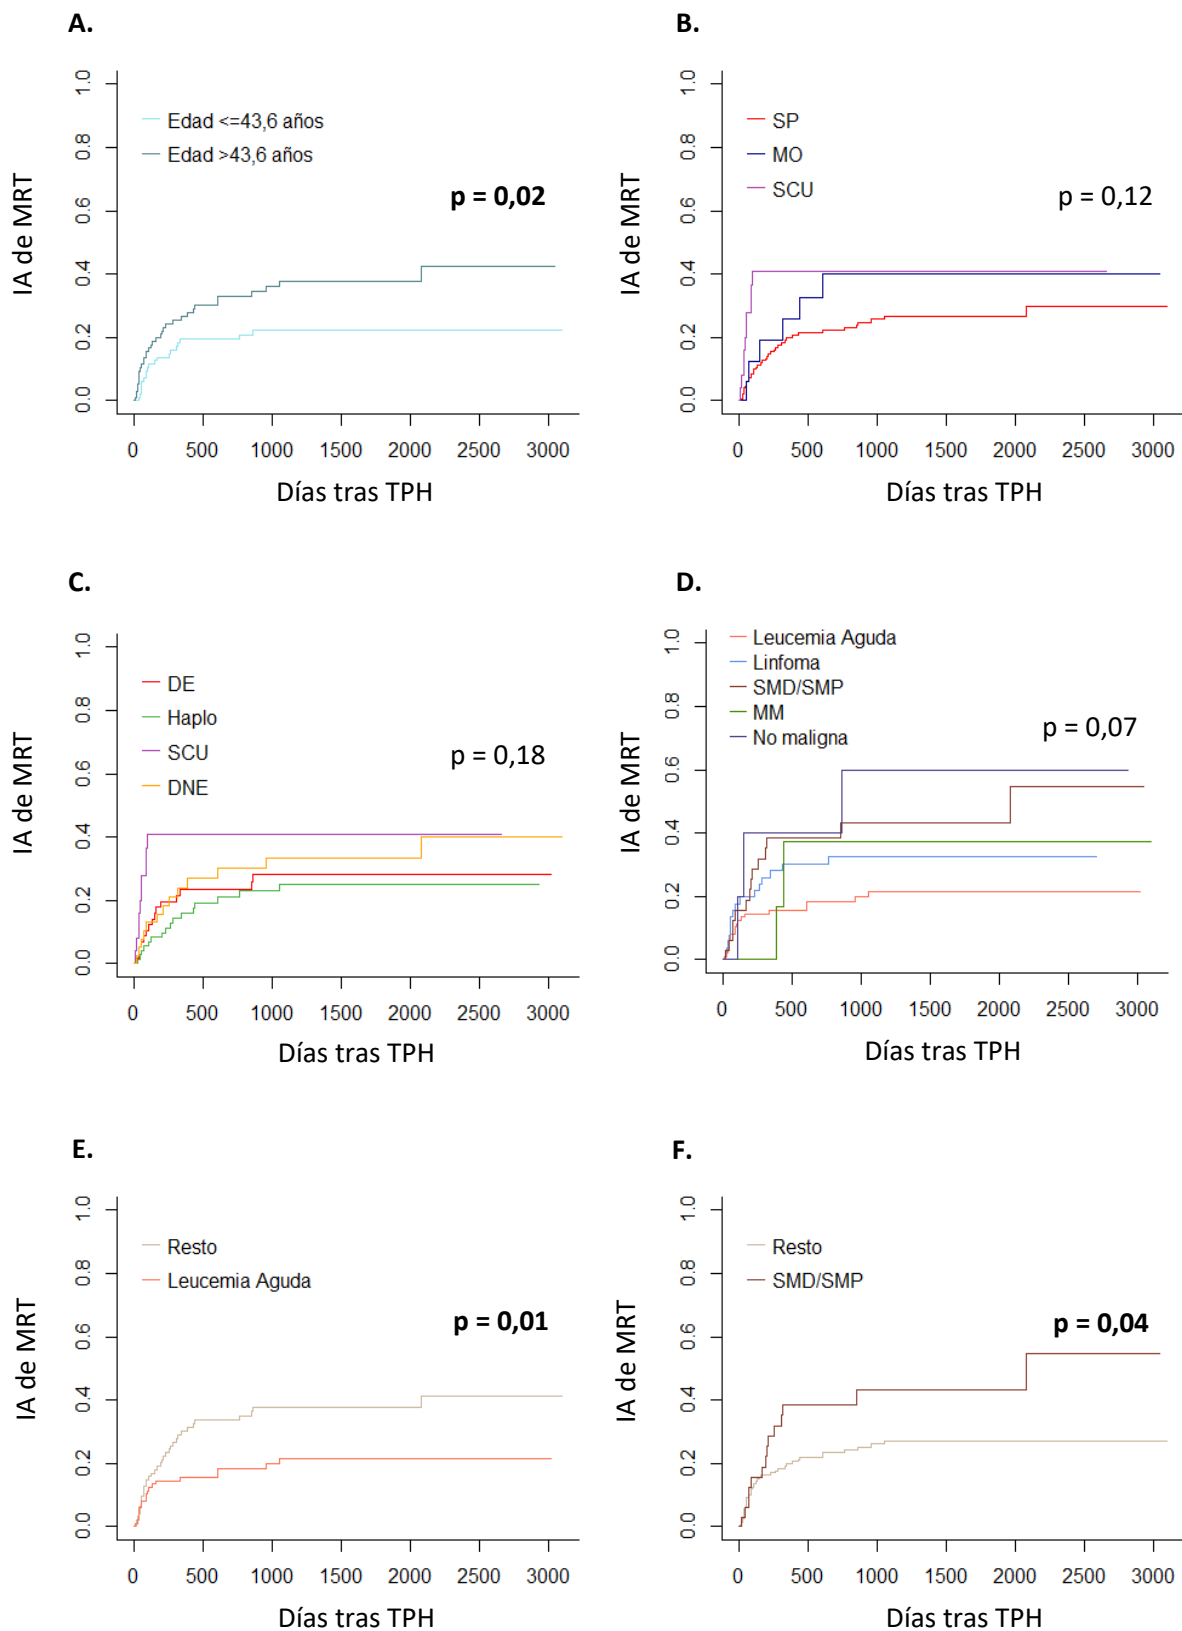 A.
IA de MRT
1.0
0.8
0.6
0.4
0.2
0.0
Edad <=43,6 años
Edad >43,6 años
p = 0,02
0 500 1000 1500 2000 2500 3000
Días tras TPH
B.
IA de MRT
1.0
0.8
0.6
0.4
0.2
0.0
SP
MO
SCU
p = 0,12
0 500 1000 1500 2000 2500 3000
Días tras TPH
C.
IA de MRT
1.0
0.8
0.6
0.4
0.2
0.0
DE
Haplo
SCU
DNE
p = 0,18
0 500 1000 1500 2000 2500 3000
Días tras TPH
D.
IA de MRT
1.0
0.8
0.6
0.4
0.2
0.0
Leucemia Aguda
Linfoma
SMD/SMP
MM
No maligna
p = 0,07
0 500 1000 1500 2000 2500 3000
Días tras TPH
E.
IA de MRT
1.0
0.8
0.6
0.4
0.2
0.0
Resto
Leucemia Aguda
p = 0,01
0 500 1000 1500 2000 2500 3000
Días tras TPH
F.
IA de MRT
1.0
0.8
0.6
0.4
0.2
0.0
Resto
SMD/SMP
p = 0,04
0 500 1000 1500 2000 2500 3000
Días tras TPH